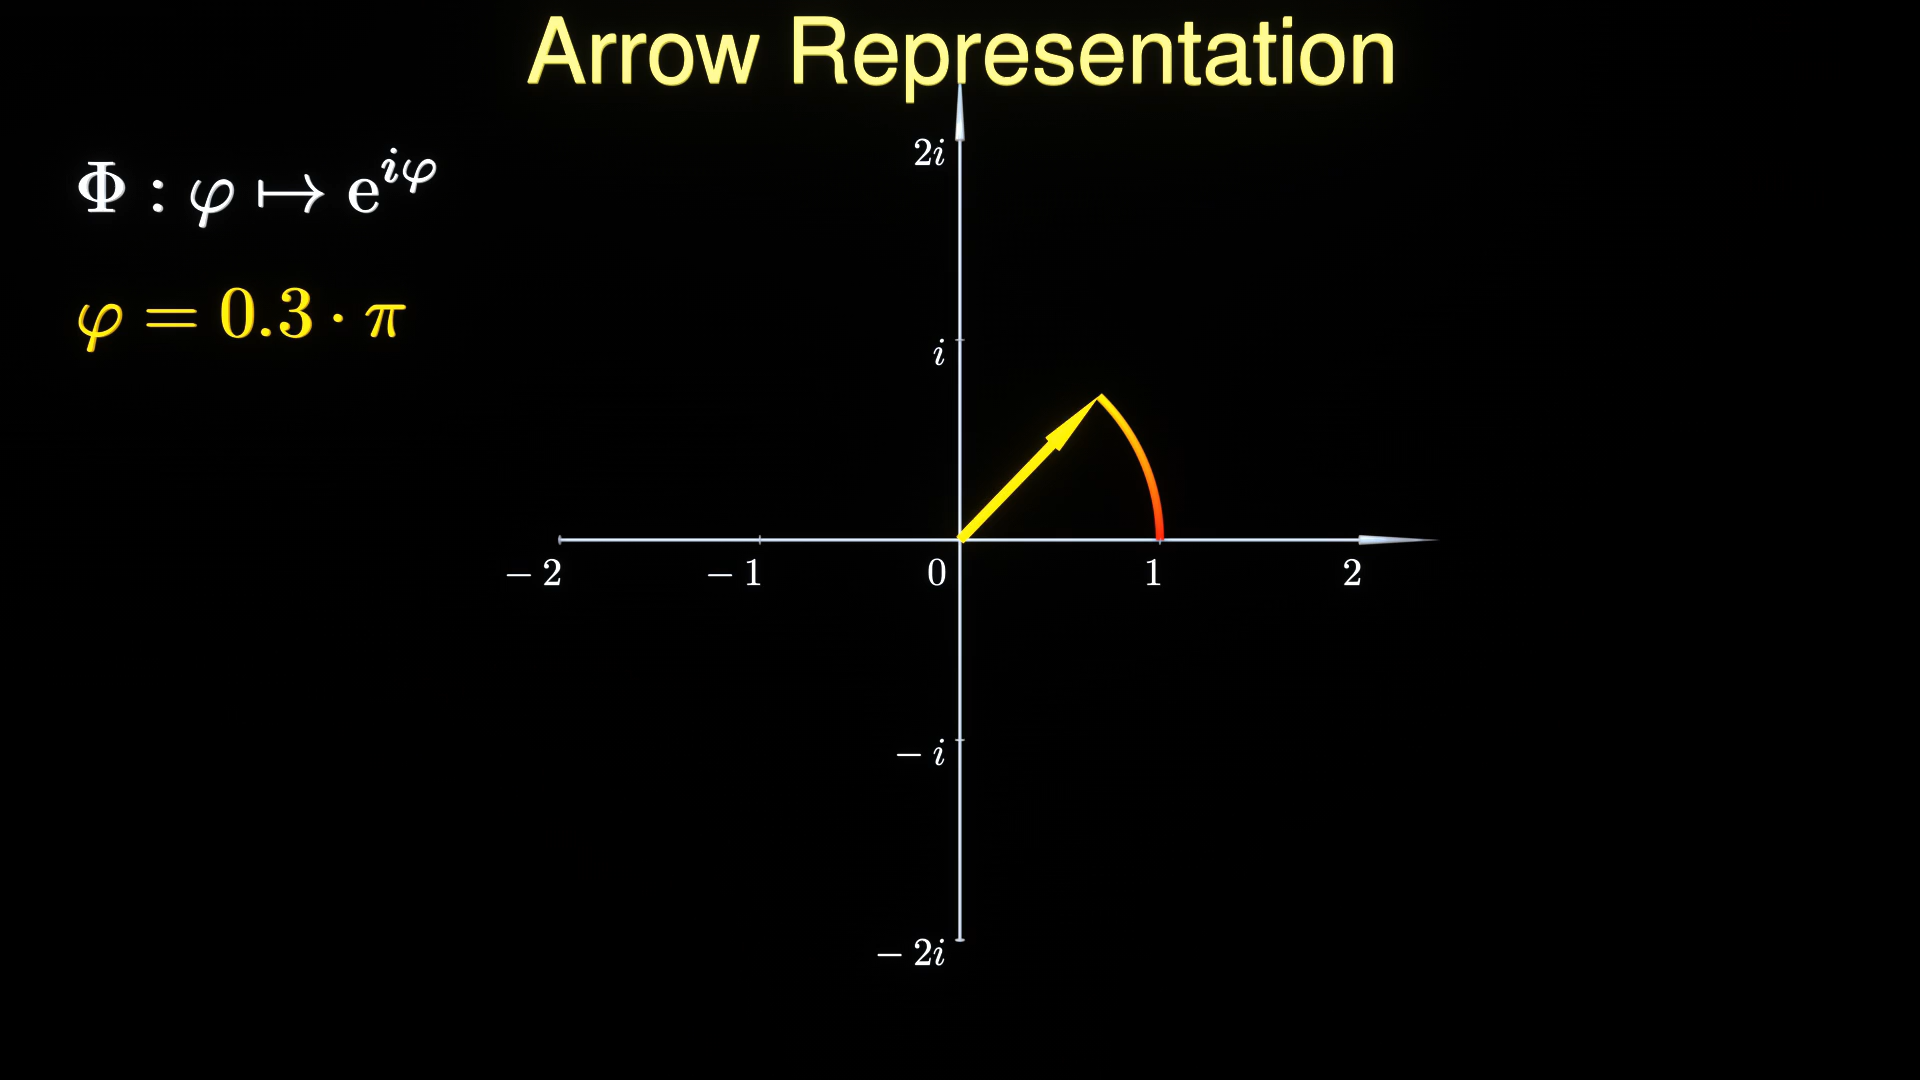 Arrow Representation
Φ : φ ↦ e^{iφ}
φ = 0.3 · π
2i
i
− 2 − 1 0 1 2
− i
− 2i